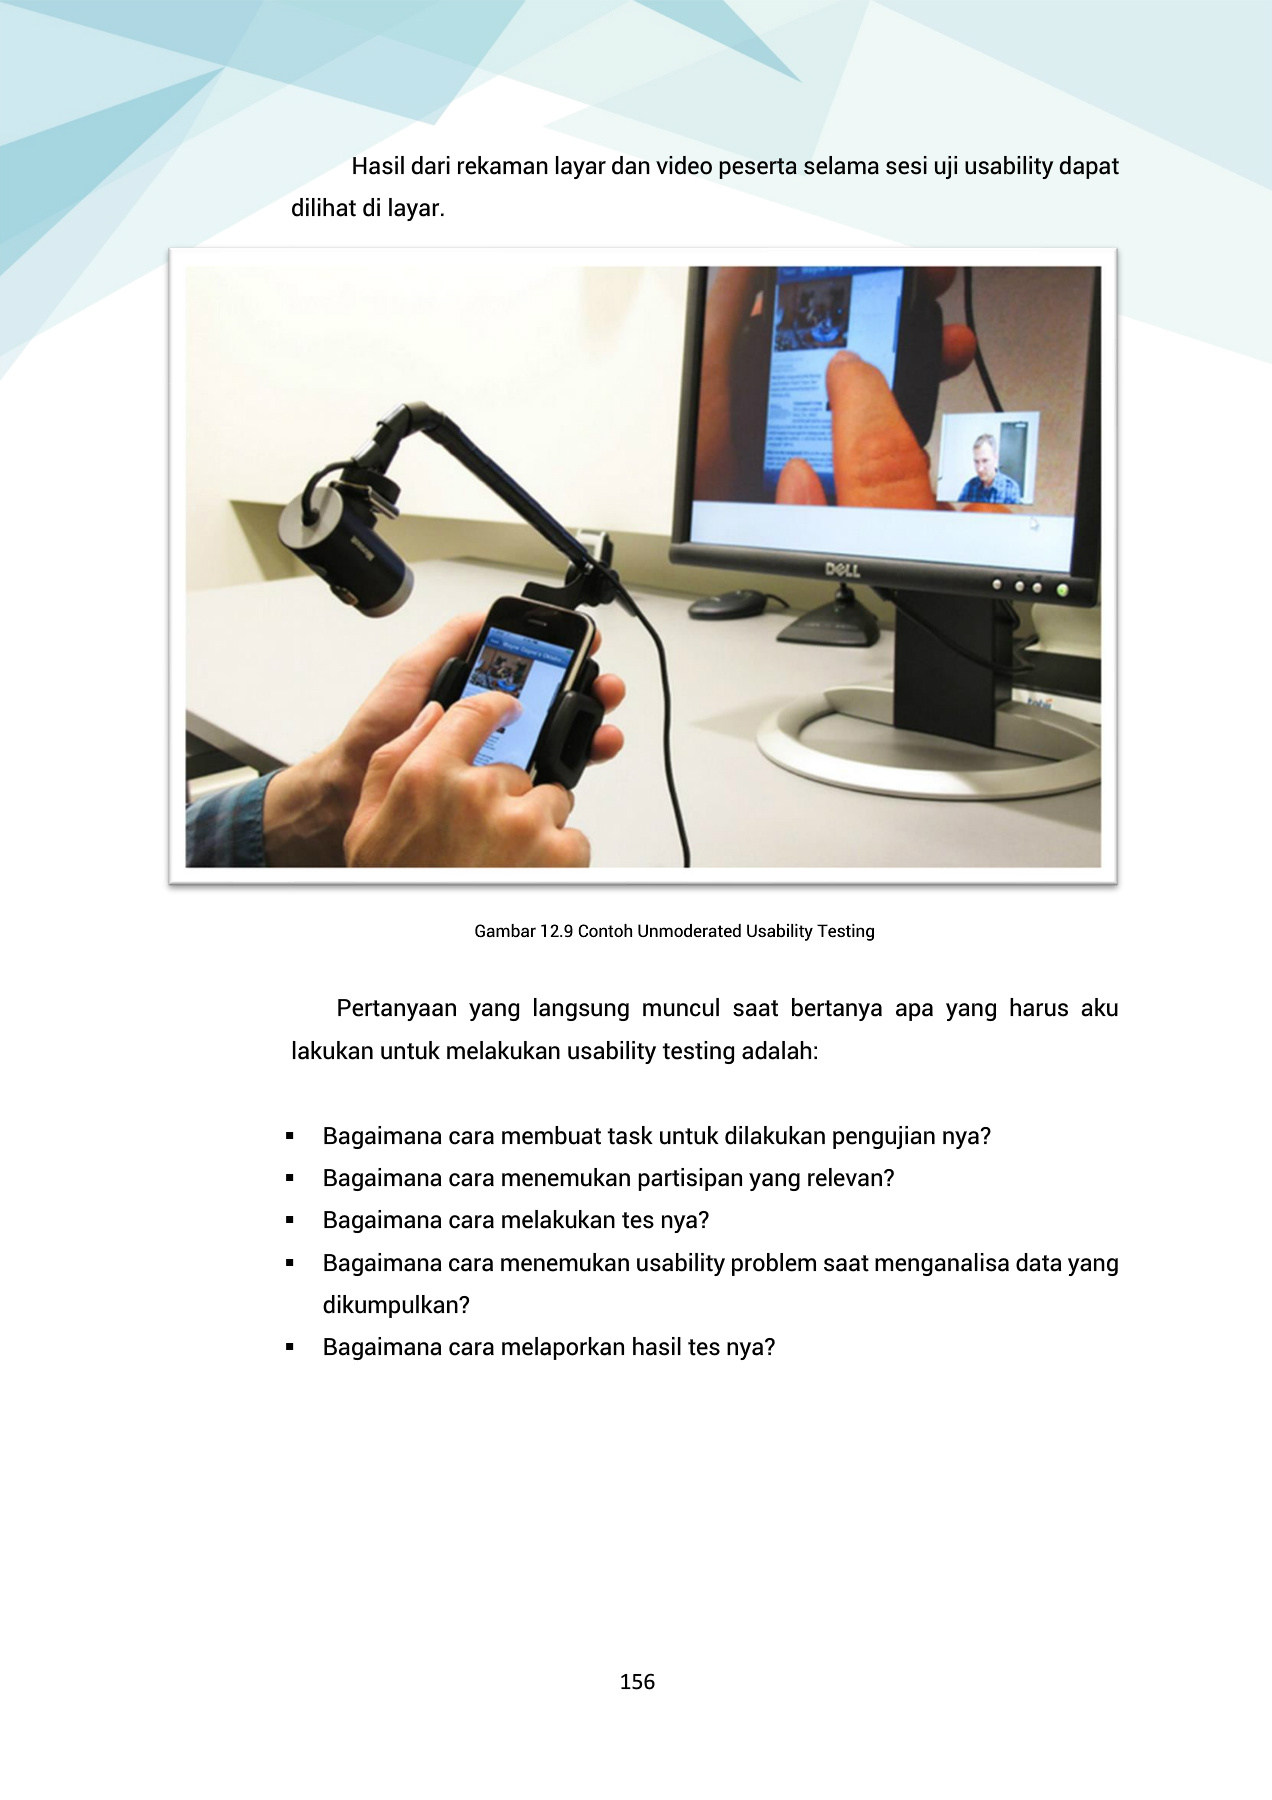 Hasil dari rekaman layar dan video peserta selama sesi uji usability dapat
dilihat di layar.
DELL
Gambar 12.9 Contoh Unmoderated Usability Testing
Pertanyaan yang langsung muncul saat bertanya apa yang harus aku
lakukan untuk melakukan usability testing adalah:
▪ Bagaimana cara membuat task untuk dilakukan pengujian nya?
▪ Bagaimana cara menemukan partisipan yang relevan?
▪ Bagaimana cara melakukan tes nya?
▪ Bagaimana cara menemukan usability problem saat menganalisa data yang
dikumpulkan?
▪ Bagaimana cara melaporkan hasil tes nya?
156